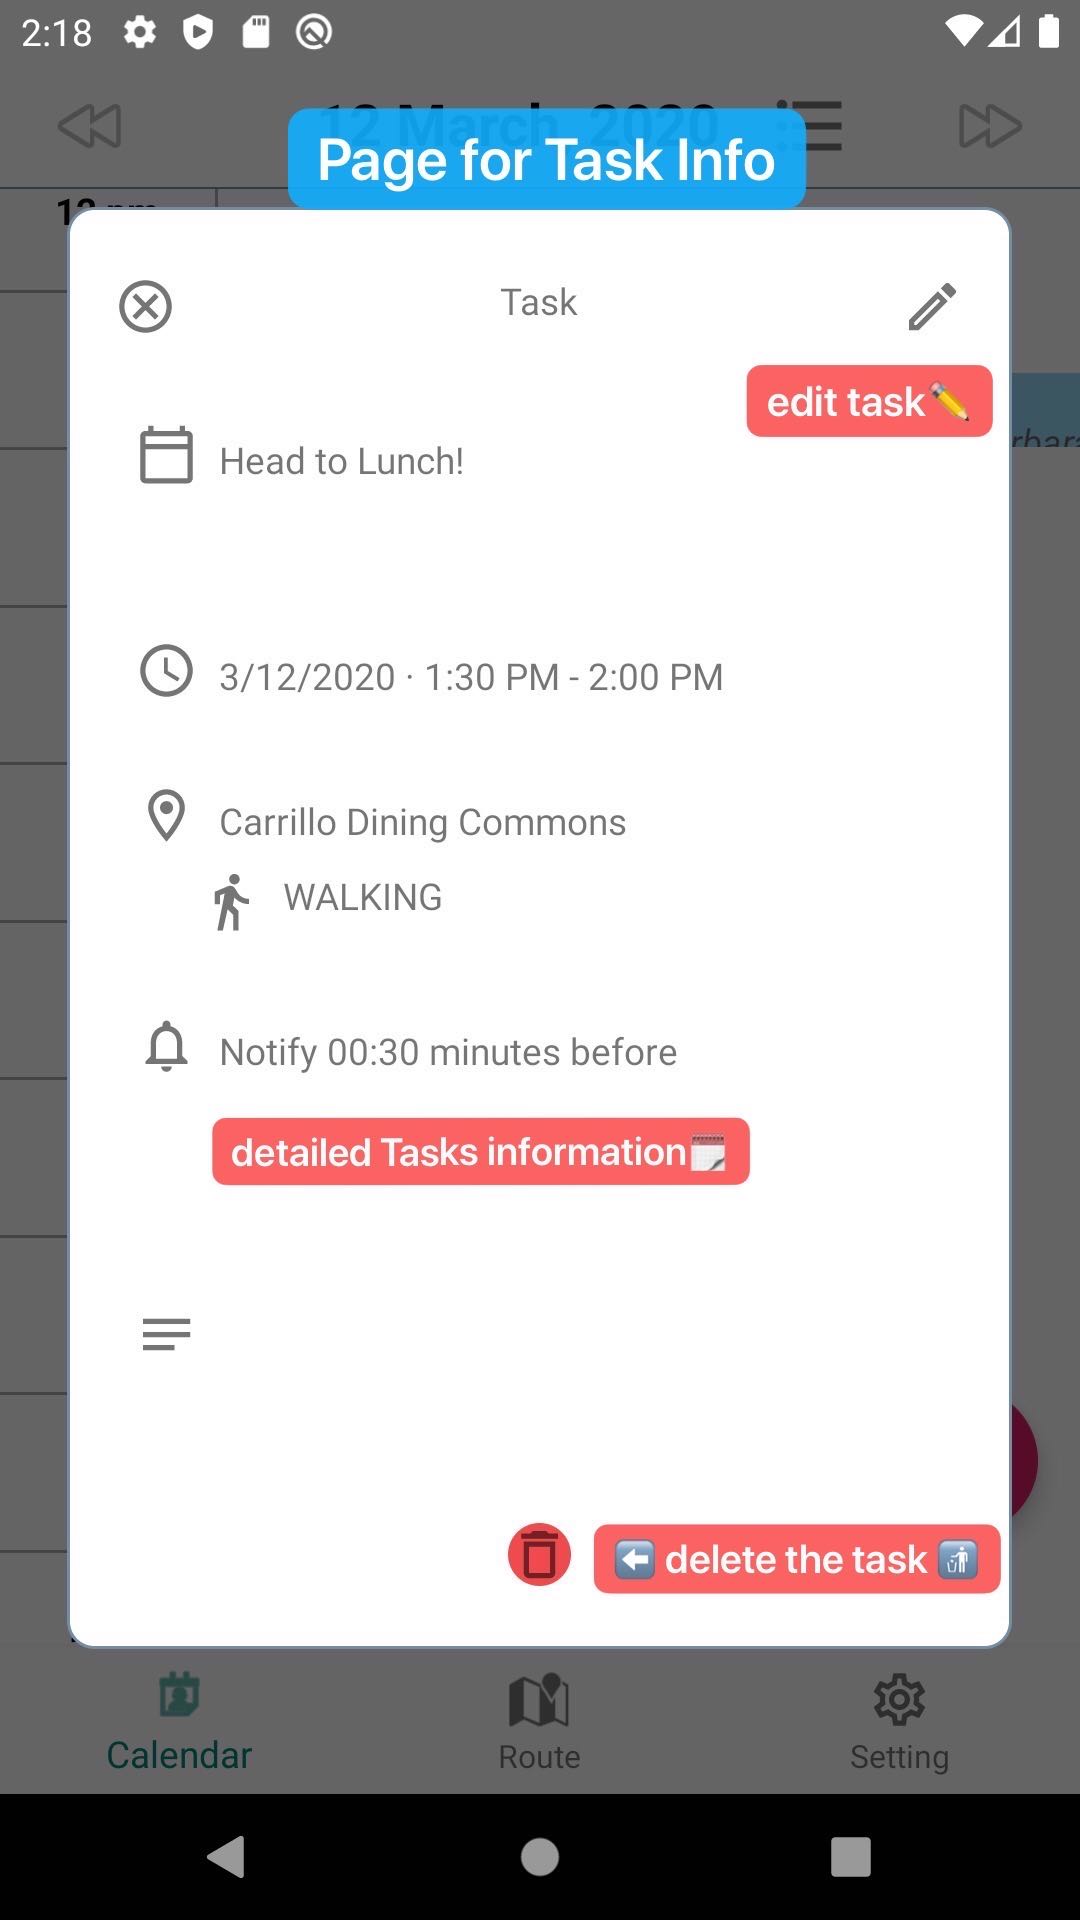 2:18
12 March, 2020
Page for Task Info
12 pm
Task
edit task✏️
Head to Lunch!
3/12/2020 · 1:30 PM - 2:00 PM
Carrillo Dining Commons
WALKING
Notify 00:30 minutes before
detailed Tasks information🗒️
⬅️ delete the task 🚮
Calendar
Route
Setting